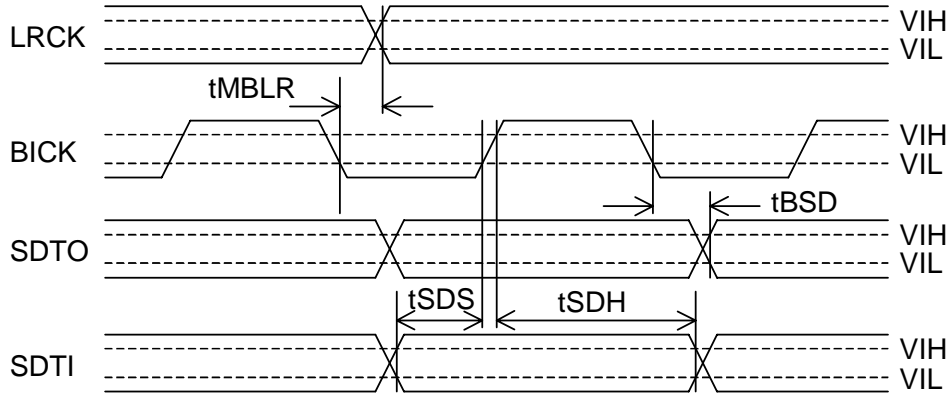 LRCK
VIH
VIL
tMBLR
BICK
VIH
VIL
tBSD
SDTO
VIH
VIL
tSDS
tSDH
SDTI
VIH
VIL